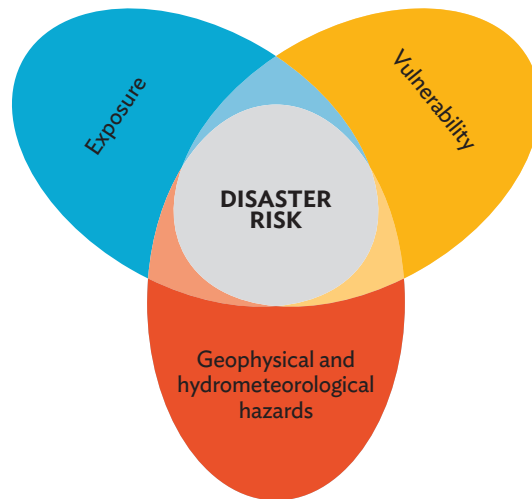 Exposure
Vulnerability
DISASTER
RISK
Geophysical and
hydrometeorological
hazards